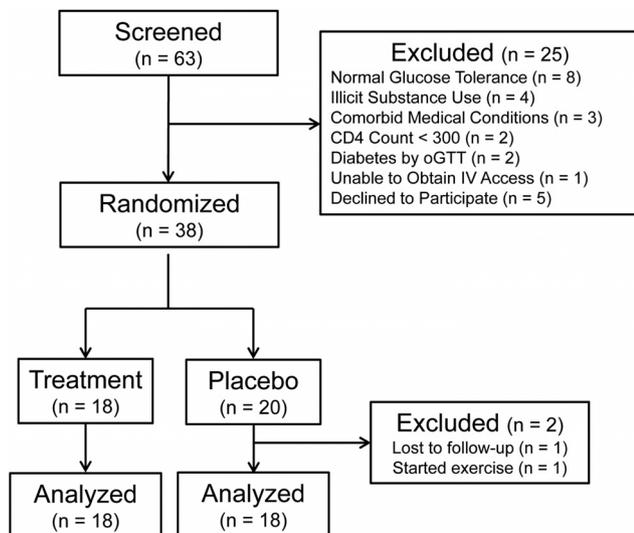 Screened
(n = 63)
Excluded (n = 25)
Normal Glucose Tolerance (n = 8)
Illicit Substance Use (n = 4)
Comorbid Medical Conditions (n = 3)
CD4 Count < 300 (n = 2)
Diabetes by oGTT (n = 2)
Unable to Obtain IV Access (n = 1)
Declined to Participate (n = 5)
Randomized
(n = 38)
Treatment
(n = 18)
Placebo
(n = 20)
Excluded (n = 2)
Lost to follow-up (n = 1)
Started exercise (n = 1)
Analyzed
(n = 18)
Analyzed
(n = 18)